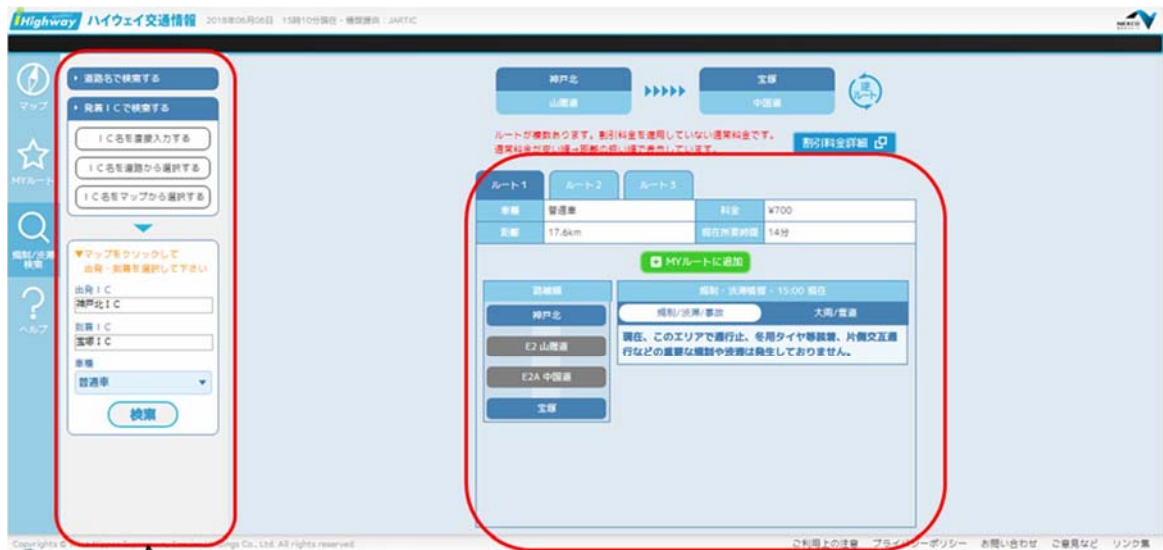 iHighway ハイウェイ交通情報 2018年06月06日 15時10分現在・情報提供：JARTIC
NEXCO
マップ
MYルート
規制/渋滞
検索
ヘルプ
道路名で検索する
発着ＩＣで検索する
ＩＣ名を直接入力する
ＩＣ名を道路から選択する
ＩＣ名をマップから選択する
▼マップをクリックして
出発・到着を選択して下さい
出発ＩＣ
神戸北ＩＣ
到着ＩＣ
宝塚ＩＣ
車種
普通車
検索
神戸北
山陽道
宝塚
中国道
逆
ルート
ルートが複数あります。割引料金を適用していない通常料金です。
通常料金が安い順→距離の短い順で表示しています。
割引料金詳細
ルート1 ルート2 ルート3
車種 普通車 料金 ¥700
距離 17.6km 現在所要時間 14分
MYルートに追加
路線順
神戸北
E2 山陽道
E2A 中国道
宝塚
規制・渋滞情報 - 15:00 現在
規制/渋滞/事故 大雨/雪道
現在、このエリアで通行止、冬用タイヤ等装着、片側交互通
行などの重要な規制や渋滞は発生しておりません。
Co., Ltd. All rights reserved.
ご利用上の注意 プライバシーポリシー お問い合わせ ご意見など リンク集